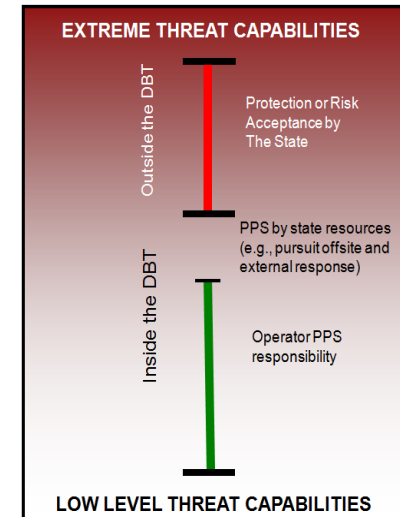 EXTREME THREAT CAPABILITIES
Outside the DBT
Protection or Risk
Acceptance by
The State
PPS by state resources
(e.g., pursuit offsite and
external response)
Inside the DBT
Operator PPS
responsibility
LOW LEVEL THREAT CAPABILITIES